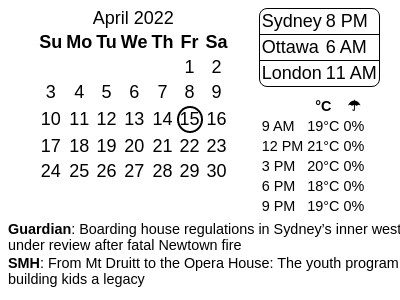 April 2022
Su Mo Tu We Th Fr Sa
1 2
3 4 5 6 7 8 9
10 11 12 13 14 15 16
17 18 19 20 21 22 23
24 25 26 27 28 29 30
Sydney 8 PM
Ottawa 6 AM
London 11 AM
°C ☂
9 AM 19°C 0%
12 PM 21°C 0%
3 PM 20°C 0%
6 PM 18°C 0%
9 PM 19°C 0%
Guardian: Boarding house regulations in Sydney’s inner west
under review after fatal Newtown fire
SMH: From Mt Druitt to the Opera House: The youth program
building kids a legacy